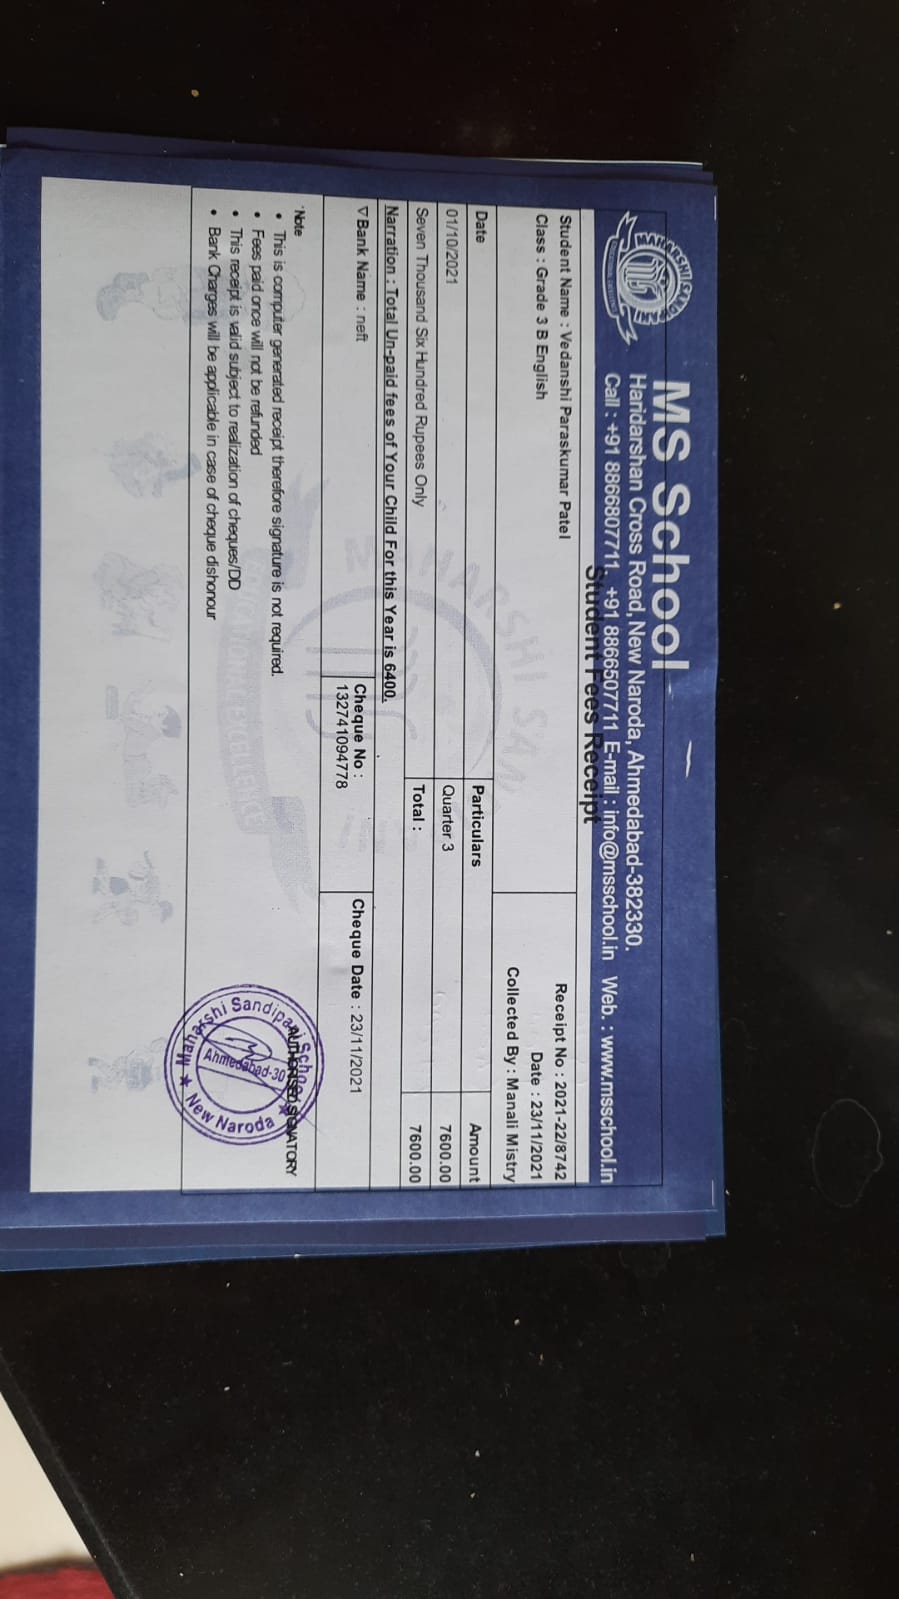 MS School
Haridarshan Cross Road, New Naroda, Ahmedabad-382330.
Call : +91 8866807711, +91 8866507711 E-mail : info@msschool.in Web. : www.msschool.in
Student Fees Receipt
Student Name : Vedanshi Paraskumar Patel
Receipt No : 2021-22/8742
Class : Grade 3 B English
Date : 23/11/2021
Collected By : Manali Mistry
Date Particulars Amount
01/10/2021 Quarter 3 7600.00
Seven Thousand Six Hundred Rupees Only Total : 7600.00
Narration : Total Un-paid fees of Your Child For this Year is 6400.
▽Bank Name : neft
Cheque No :
132741094778
Cheque Date : 23/11/2021
*Note
• This is computer generated receipt therefore signature is not required.
• Fees paid once will not be refunded
• This receipt is valid subject to realization of cheques/DD
• Bank Charges will be applicable in case of cheque dishonour
AUTHORISED SIGNATORY
Maharshi Sandipani School
Ahmedabad-30
★ New Naroda ★